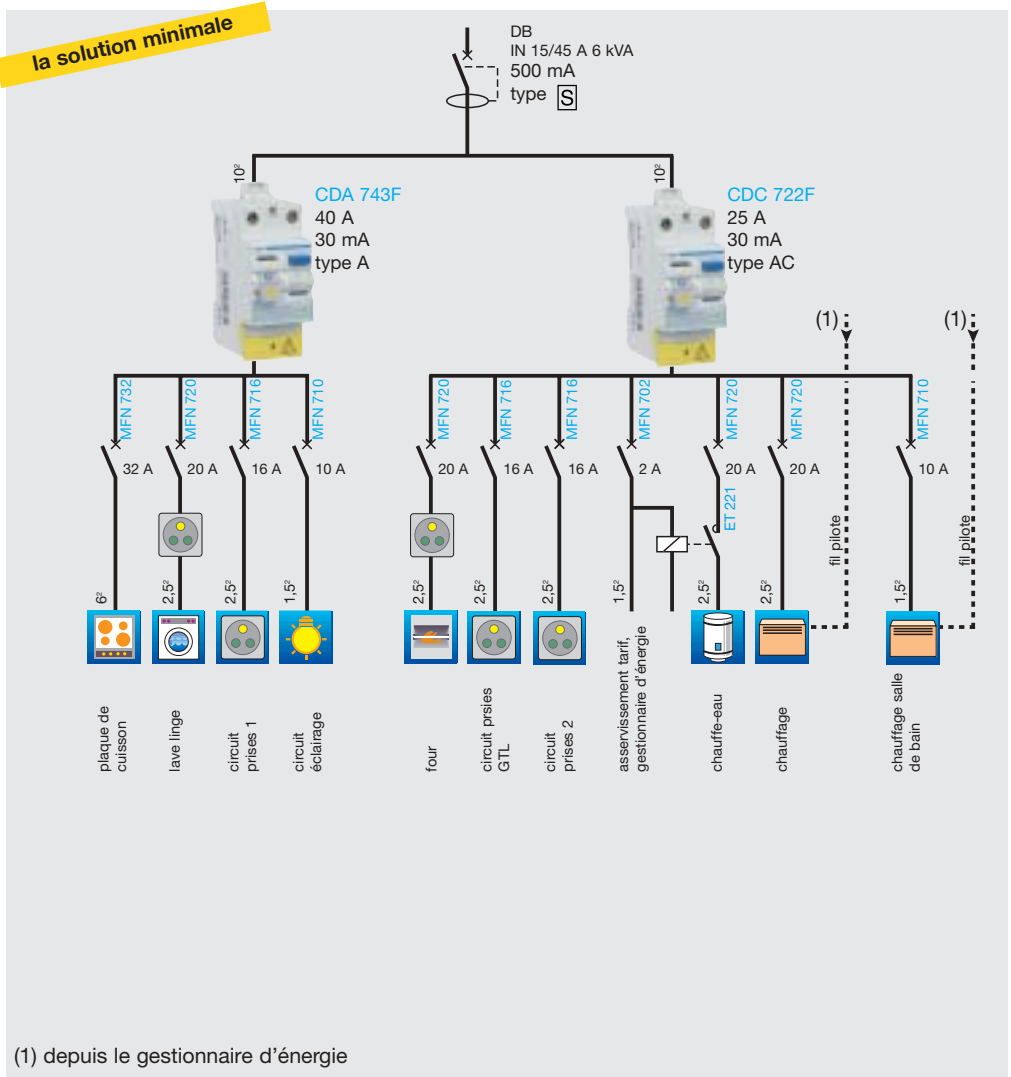 la solution minimale
DB
IN 15/45 A 6 kVA
500 mA
type S
10²
10²
CDA 743F
40 A
30 mA
type A
CDC 722F
25 A
30 mA
type AC
(1)
(1)
MFN 732
MFN 720
MFN 716
MFN 710
MFN 720
MFN 716
MFN 716
MFN 702
MFN 720
MFN 720
MFN 710
32 A
20 A
16 A
10 A
20 A
16 A
16 A
2 A
20 A
20 A
10 A
ET 221
fil pilote
fil pilote
6²
2,5²
2,5²
1,5²
2,5²
2,5²
2,5²
1,5²
2,5²
2,5²
1,5²
plaque de
cuisson
lave linge
circuit
prises 1
circuit
éclairage
four
circuit prsies
GTL
circuit
prises 2
asservissement tarif,
gestionnaire d'énergie
chauffe-eau
chauffage
chauffage salle
de bain
(1) depuis le gestionnaire d'énergie